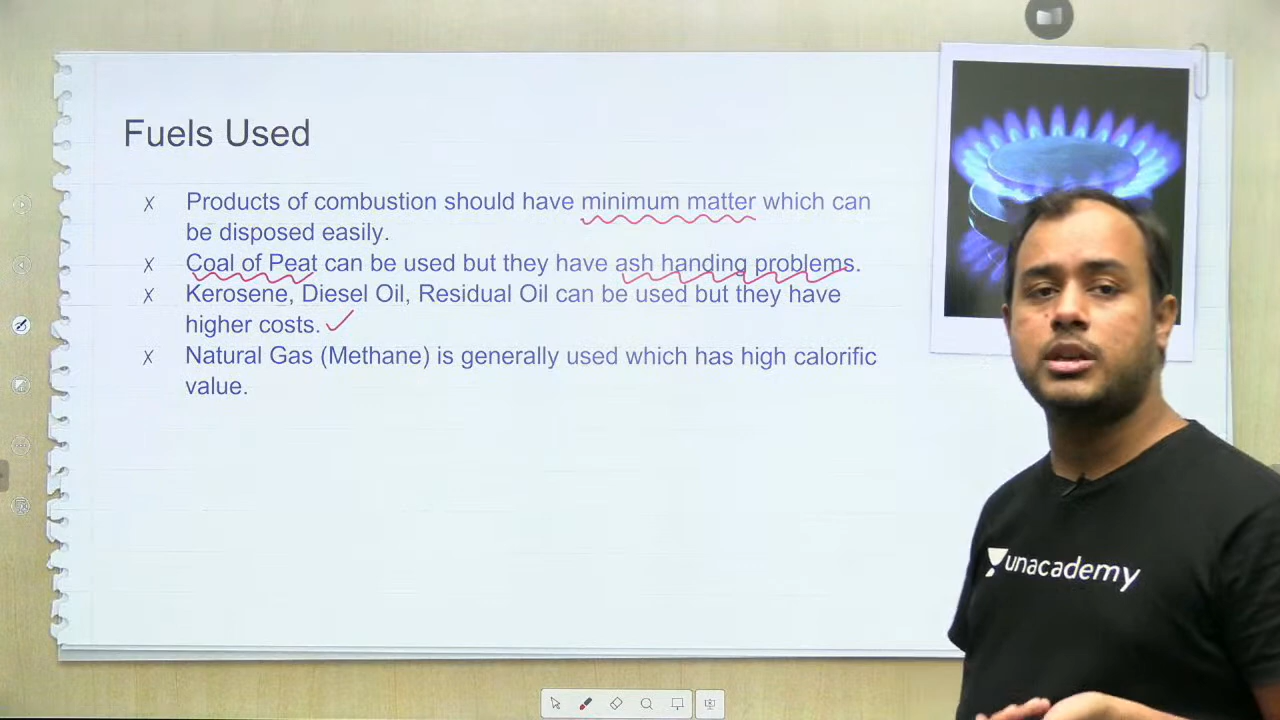 Fuels Used
x Products of combustion should have minimum matter which can
be disposed easily.
x Coal of Peat can be used but they have ash handing problems.
x Kerosene, Diesel Oil, Residual Oil can be used but they have
higher costs.
x Natural Gas (Methane) is generally used which has high calorific
value.
unacademy